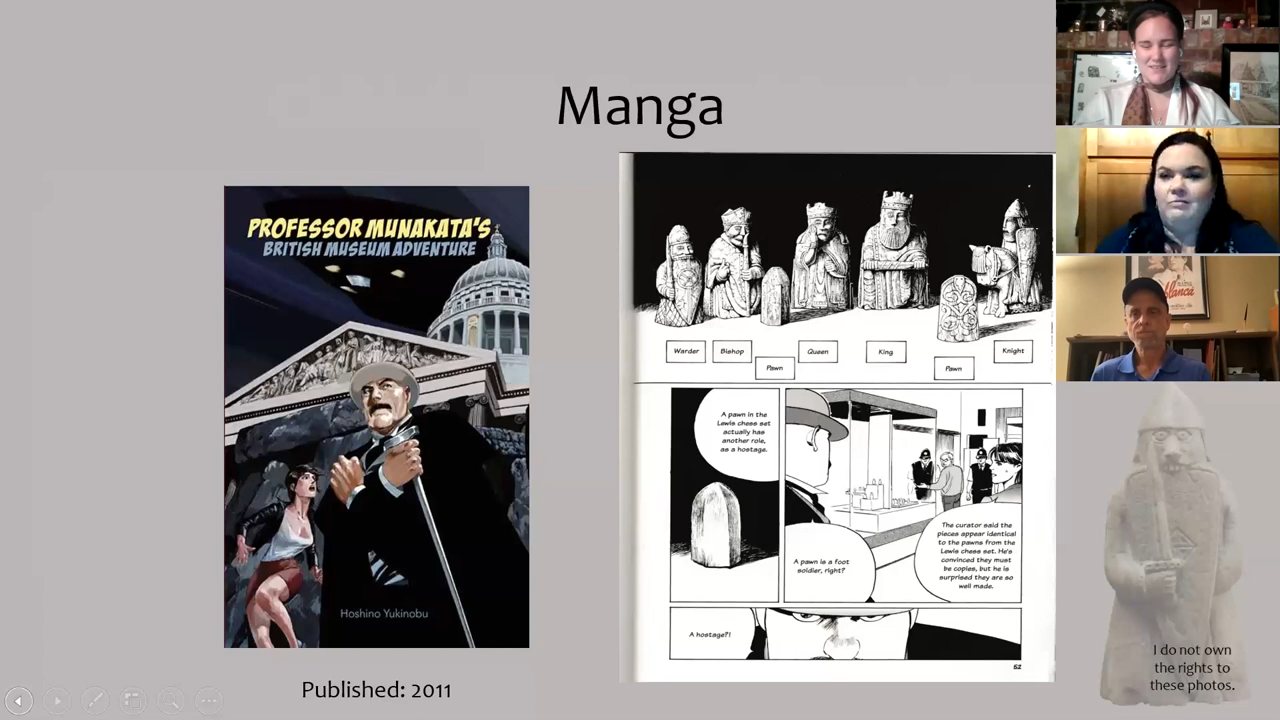 Manga
PROFESSOR MUNAKATA'S
BRITISH MUSEUM ADVENTURE
Hoshino Yukinobu
Published: 2011
Warder
Bishop
Pawn
Queen
King
Pawn
Knight
A pawn in the
Lewis chess set
actually has
another role,
as a hostage.
A pawn is a foot
soldier, right?
The curator said the
pieces appear identical
to the pawns from the
Lewis chess set. He's
convinced they must
be copies, but he is
surprised they are so
well made.
A hostage?!
62
blanca
I do not own
the rights to
these photos.